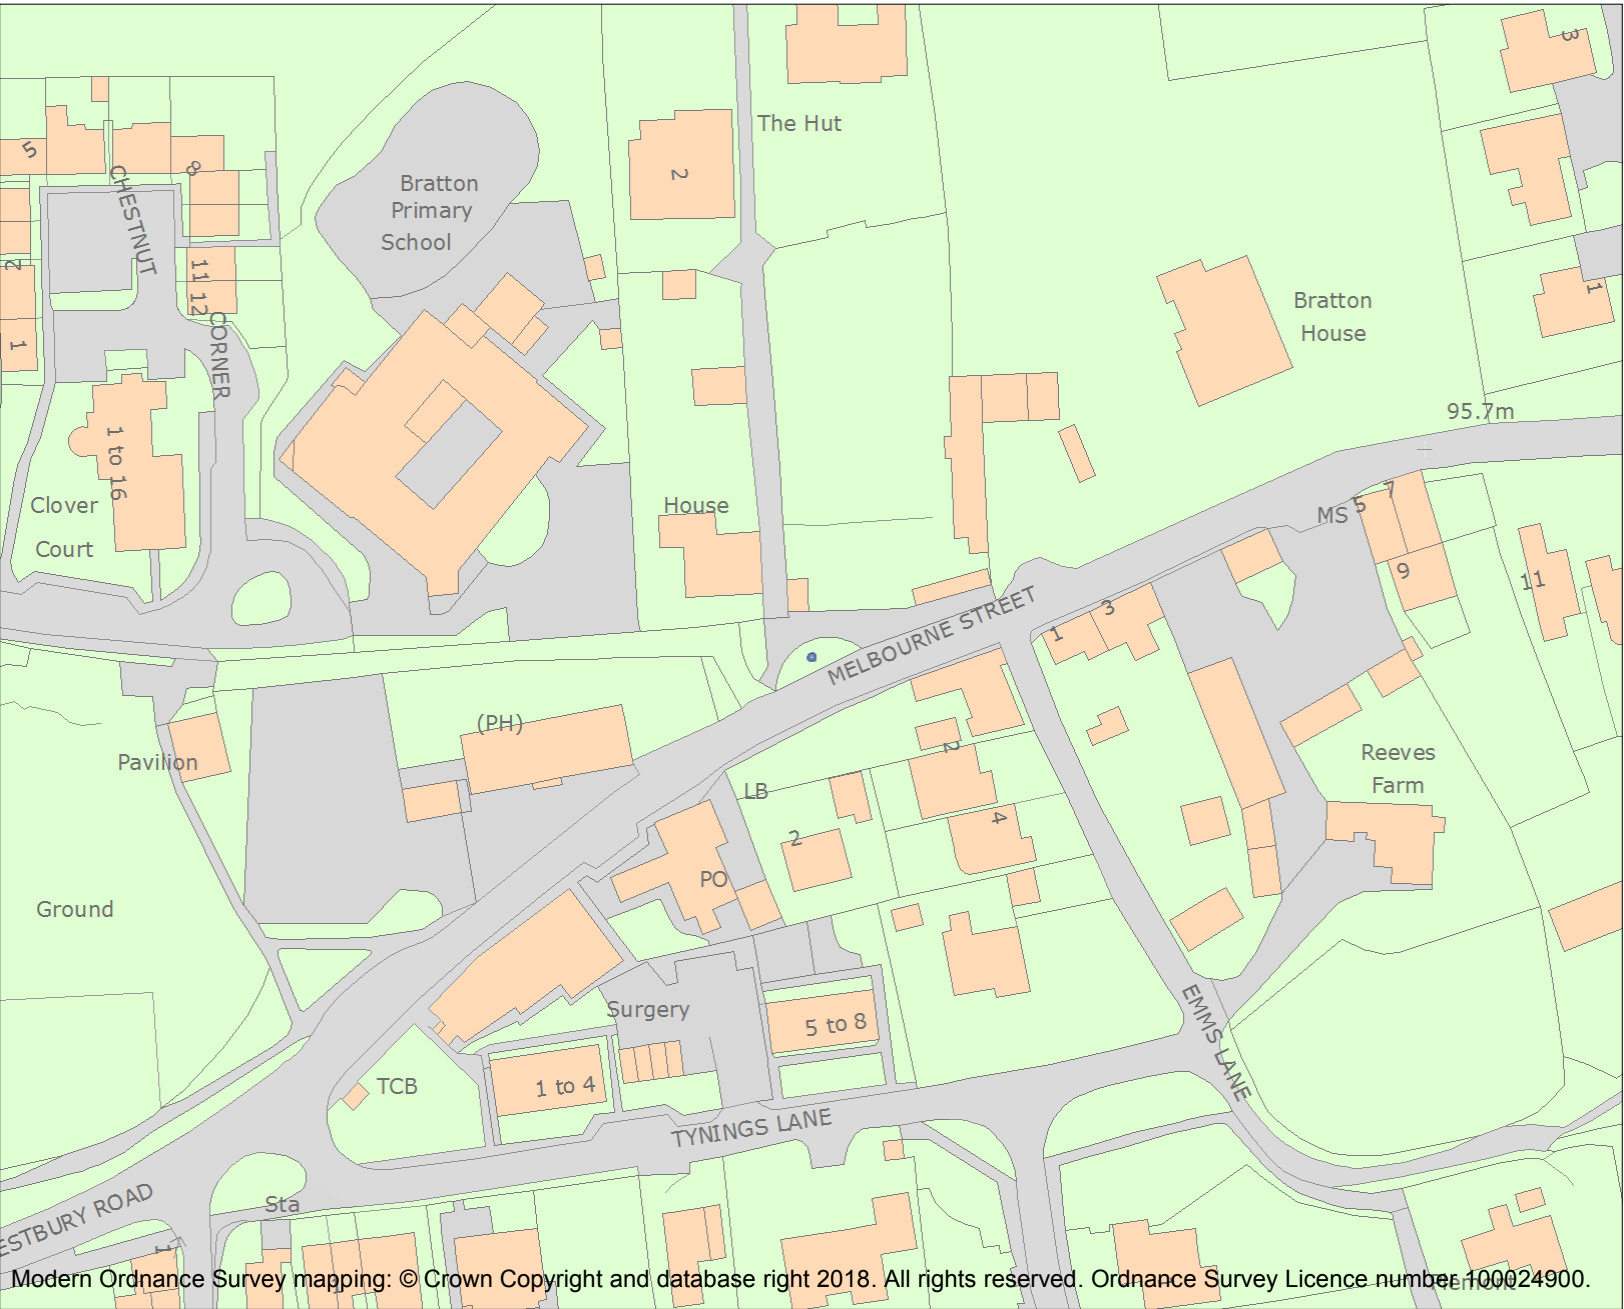 3
The Hut
5
8
2
CHESTNUT
Bratton
Primary
School
2
11
12
1
Bratton
House
1
CORNER
95.7m
1 to 16
Clover
Court
House
MS
5
7
9
11
MELBOURNE STREET
1
3
(PH)
Pavilion
2
Reeves
Farm
LB
2
4
PO
Ground
Surgery
5 to 8
EMMS LANE
TCB
1 to 4
TYNINGS LANE
Sta
ESTBURY ROAD
1
Modern Ordnance Survey mapping: © Crown Copyright and database right 2018. All rights reserved. Ordnance Survey Licence number 100024900.